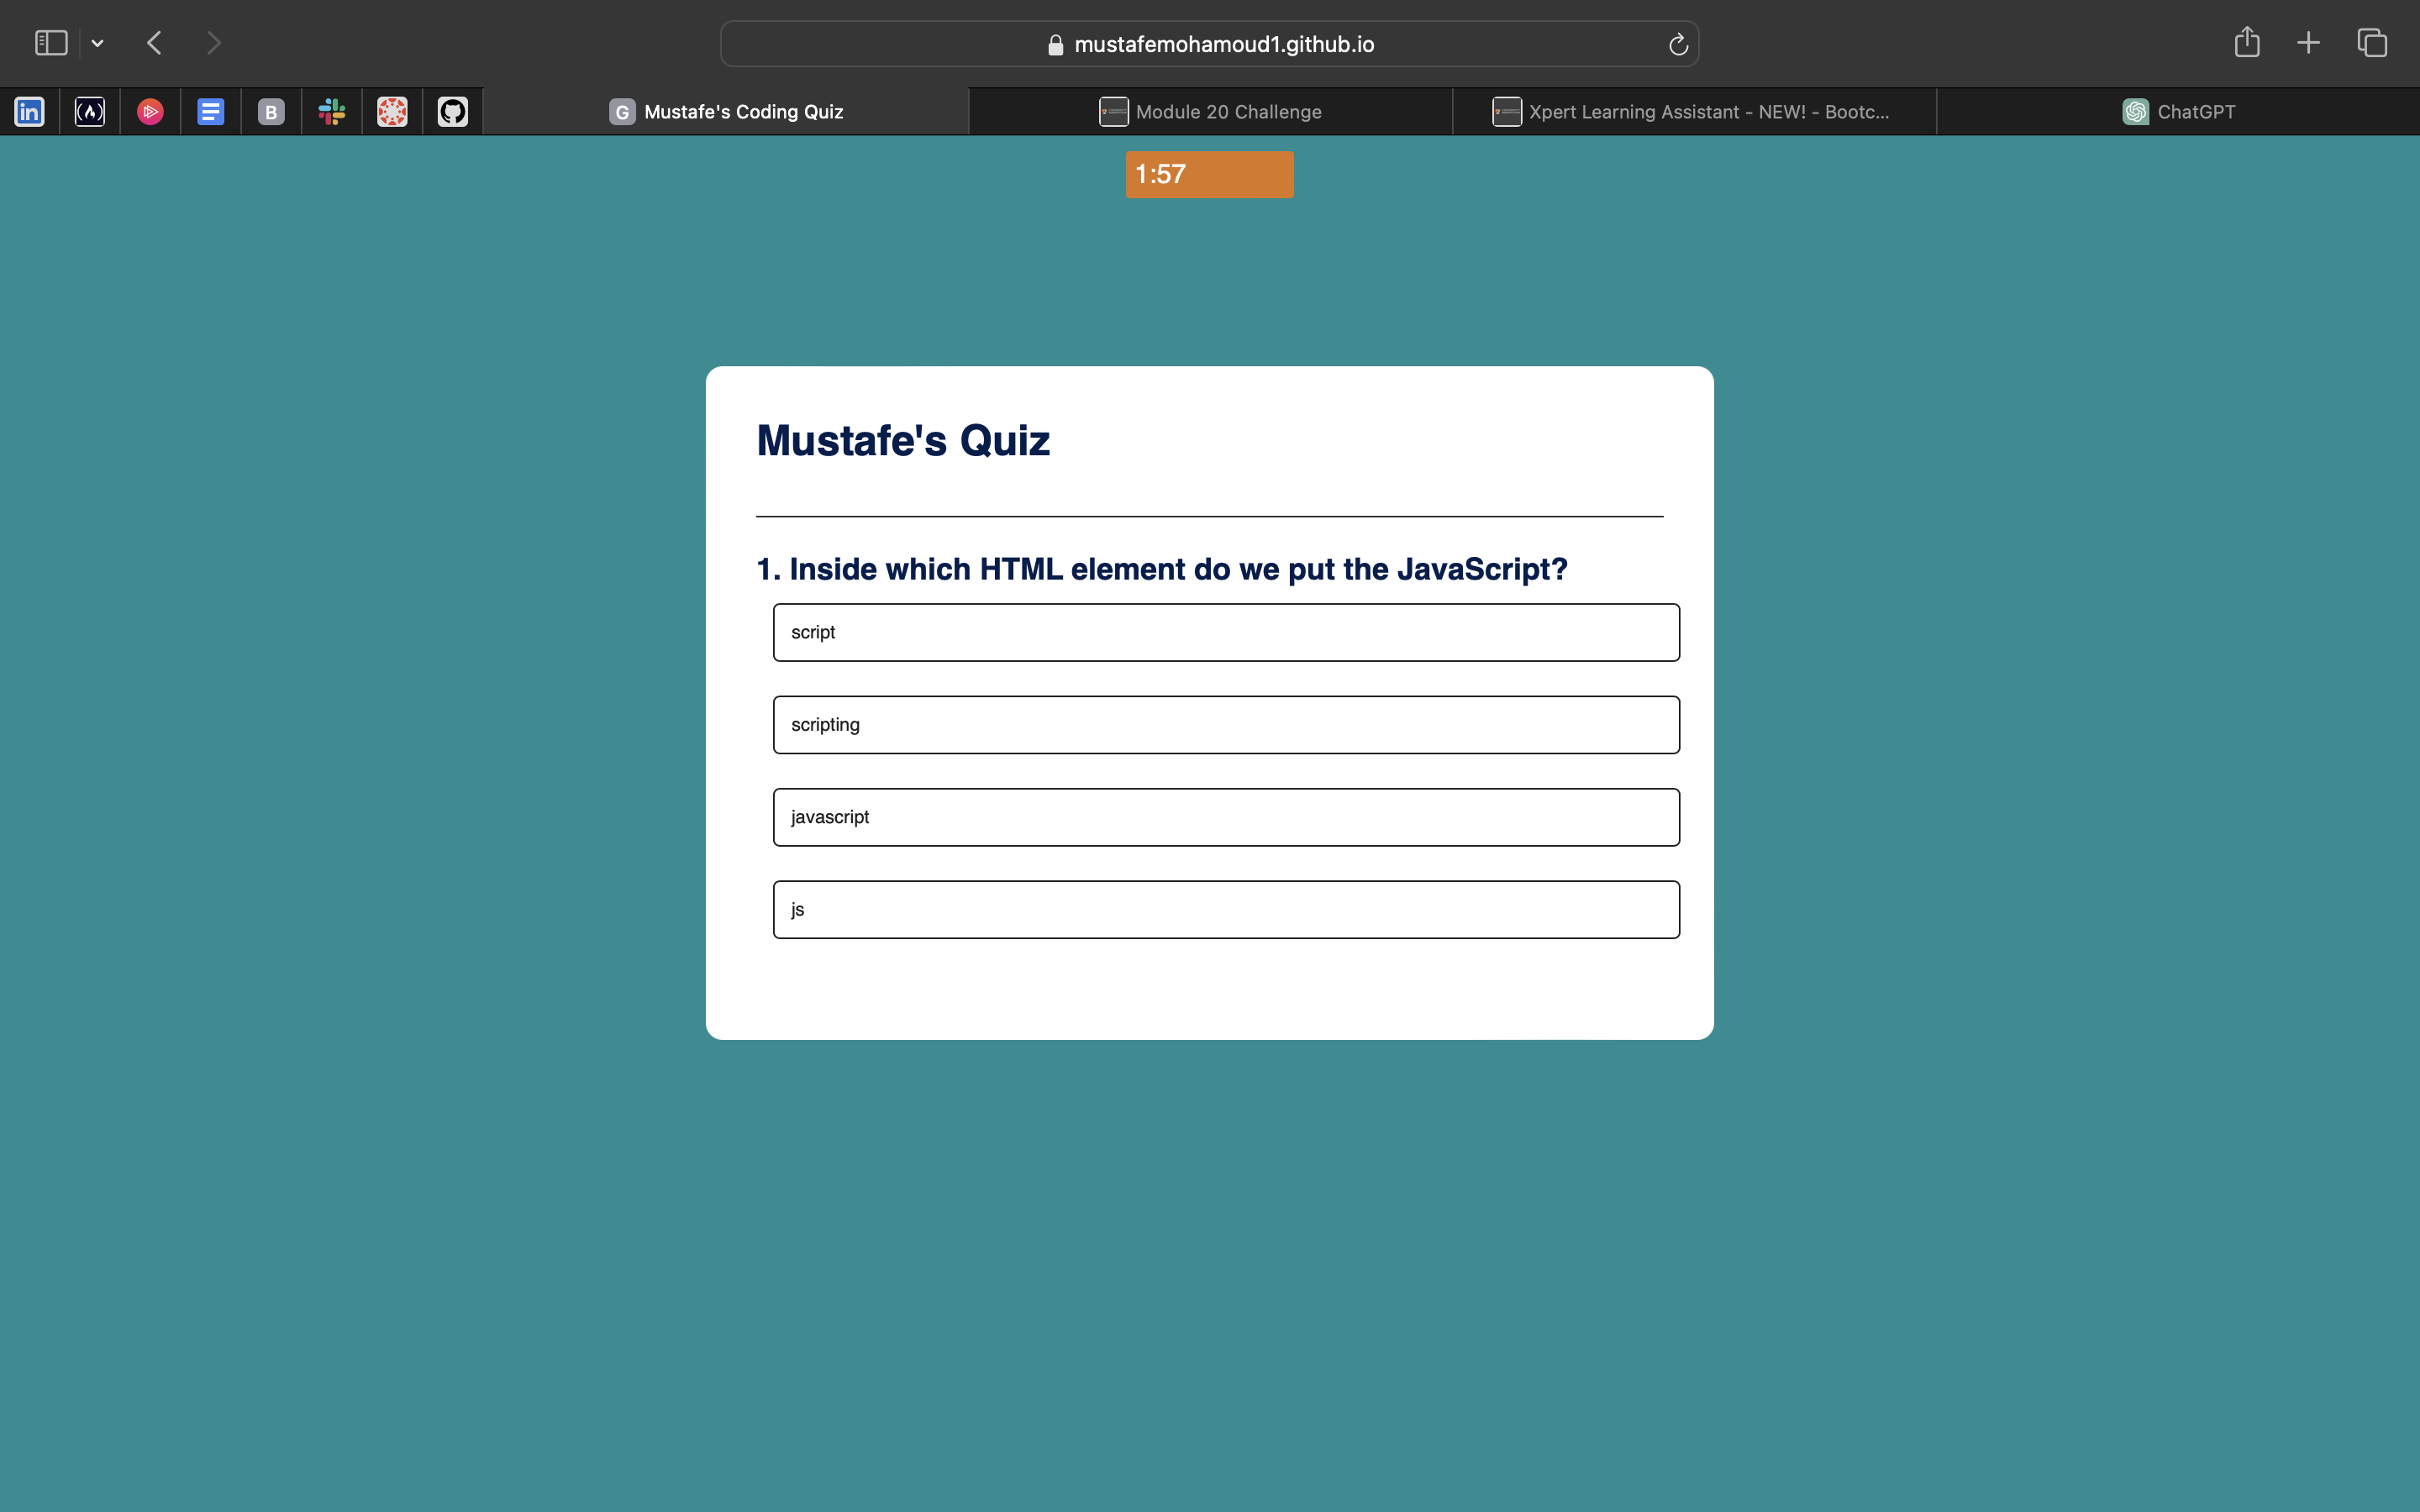 mustafemohamoud1.github.io
in
B
G Mustafe's Coding Quiz
Module 20 Challenge
Xpert Learning Assistant - NEW! - Bootc...
ChatGPT
1:57
Mustafe's Quiz
1. Inside which HTML element do we put the JavaScript?
script
scripting
javascript
js